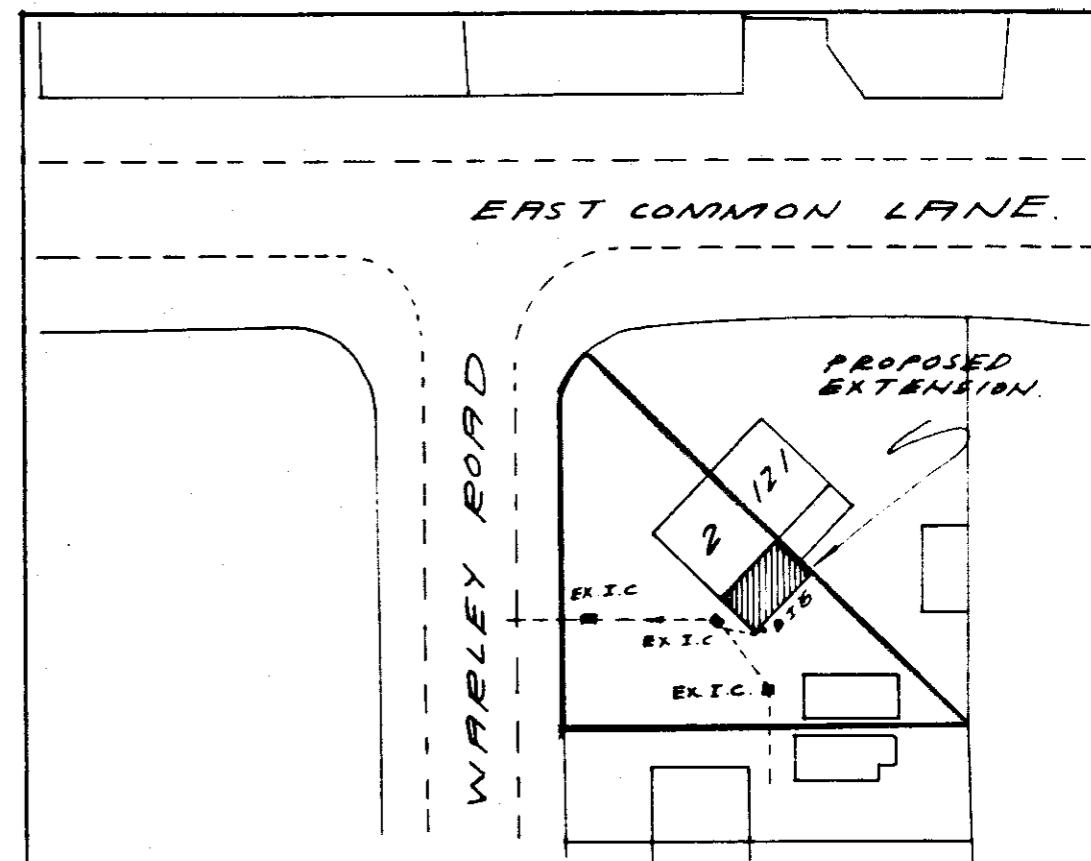 EAST COMMON LANE.
PROPOSED
EXTENSION.
WARLEY ROAD
121
2
EX. I.C
EX I.C
EX I.C.